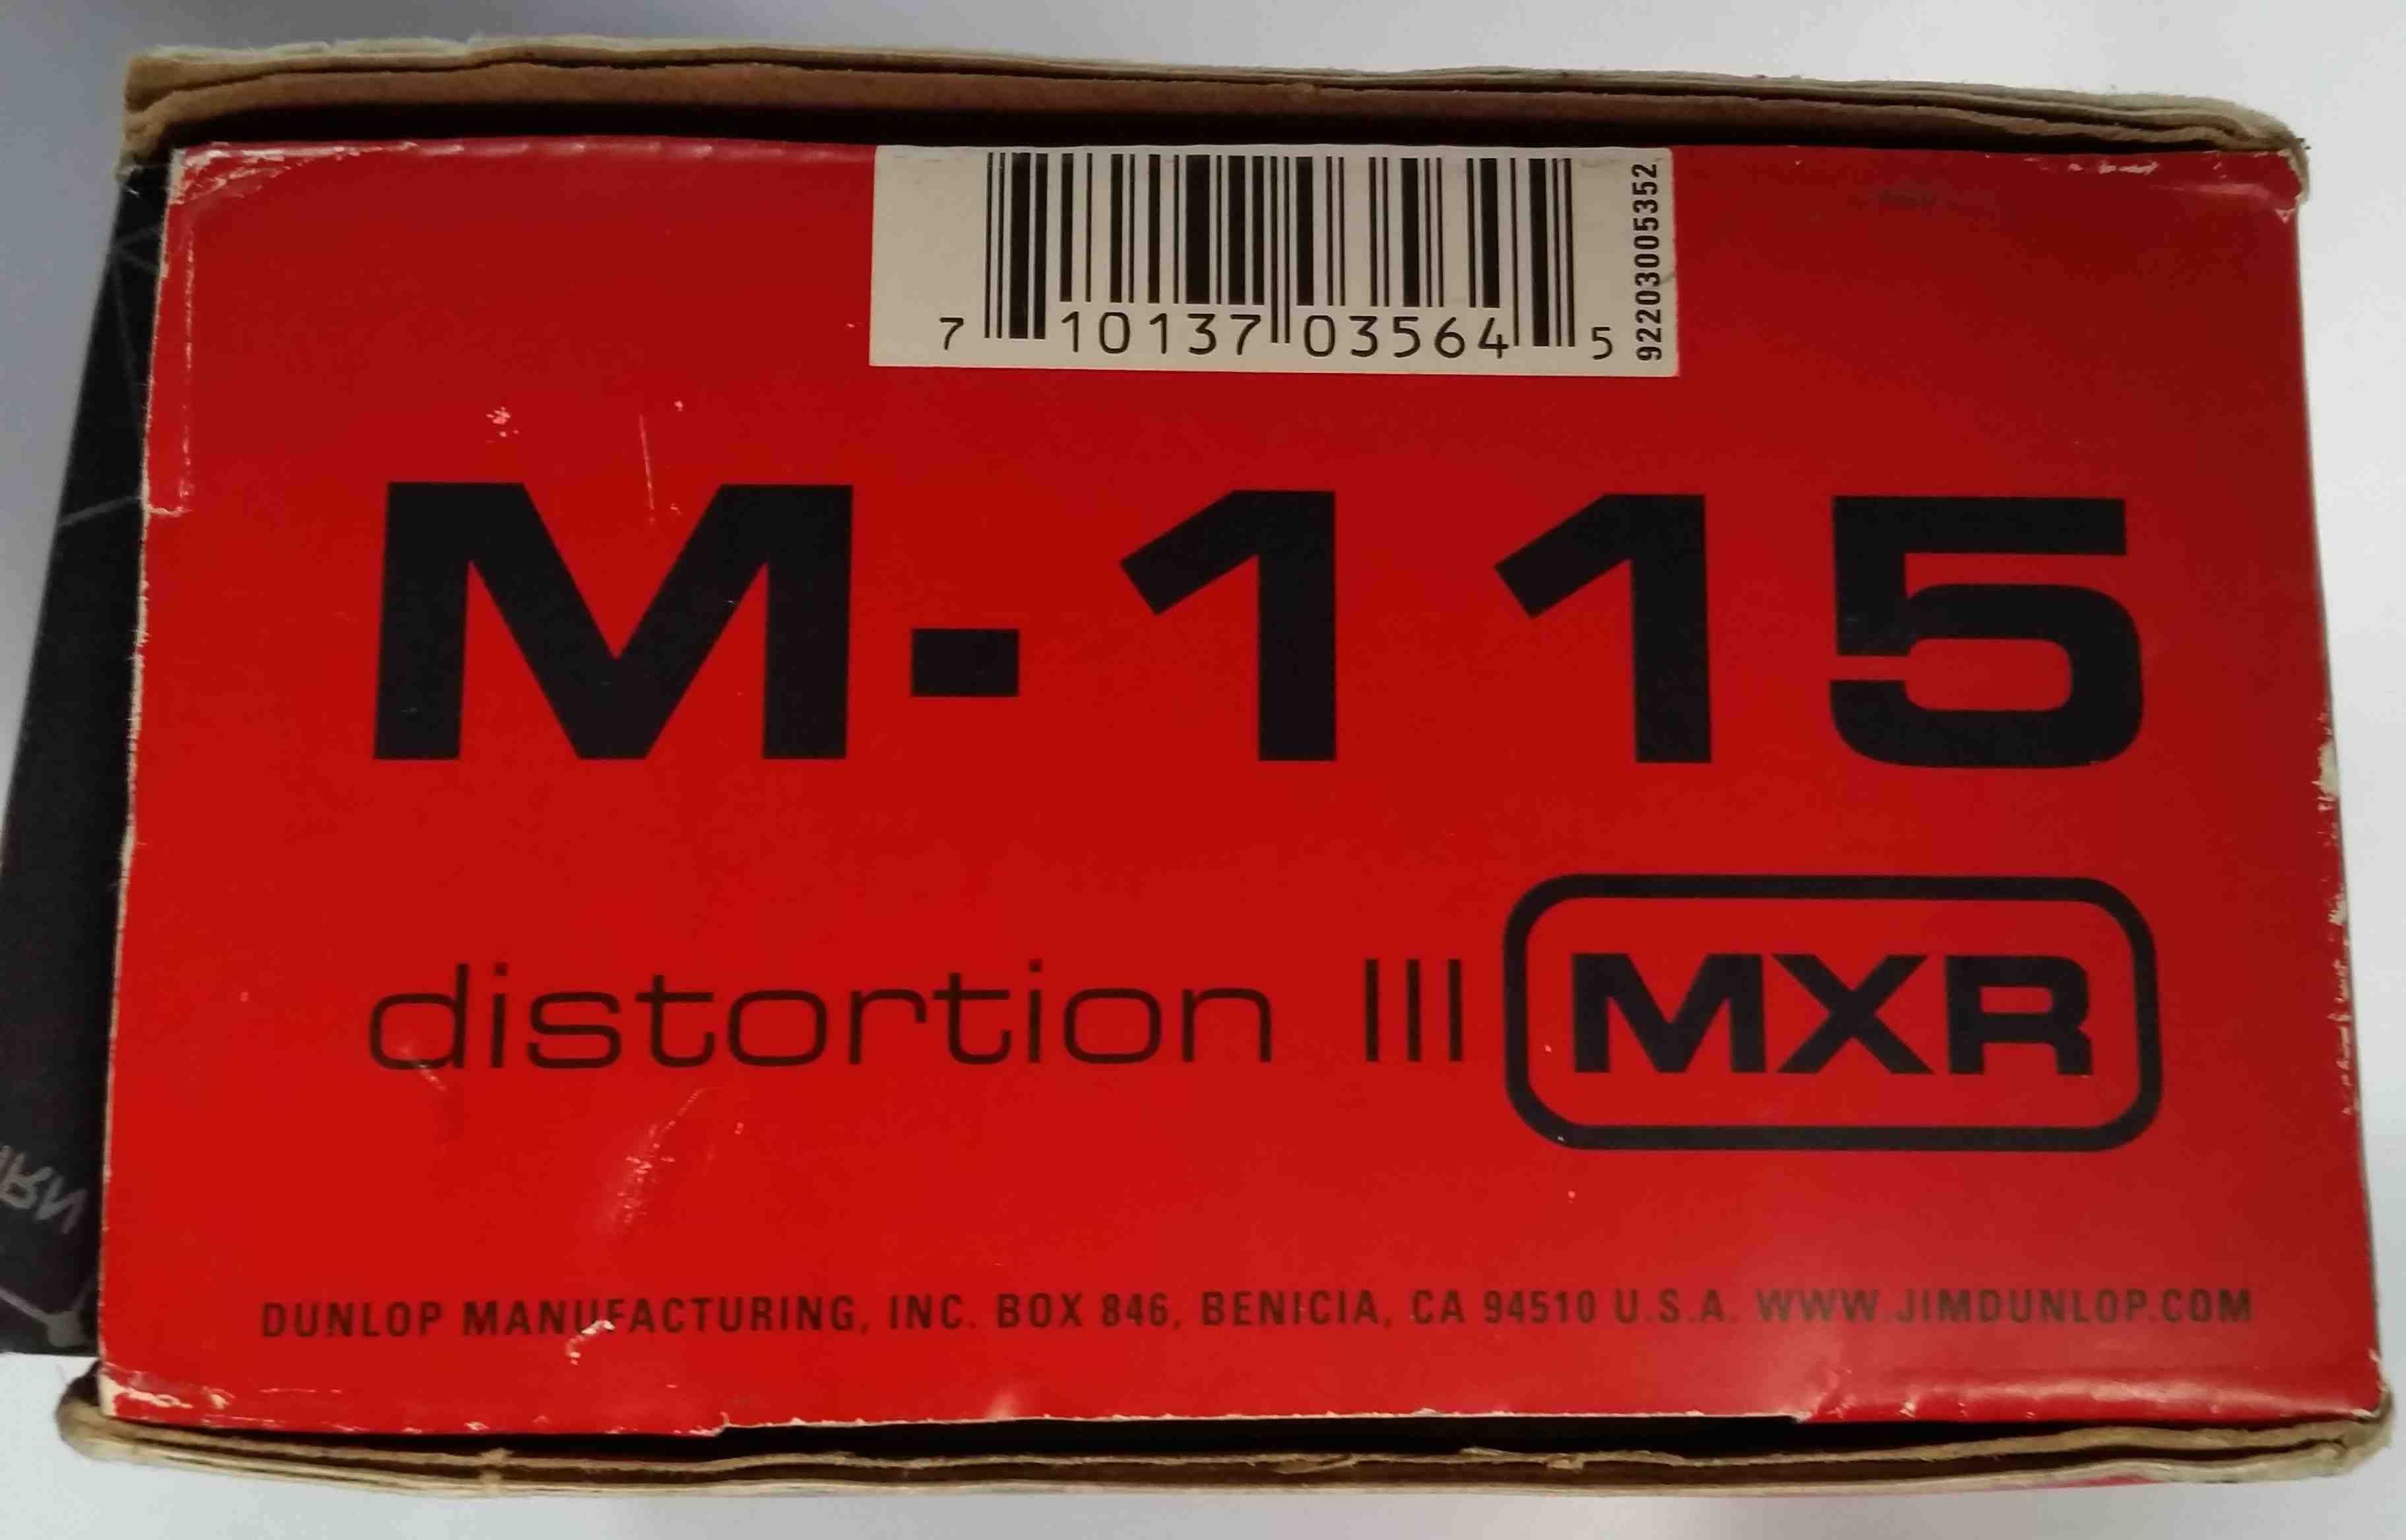 7 10137 03564 5
92203005352
M-115
distortion III MXR
DUNLOP MANUFACTURING, INC. BOX 846, BENICIA, CA 94510 U.S.A. WWW.JIMDUNLOP.COM